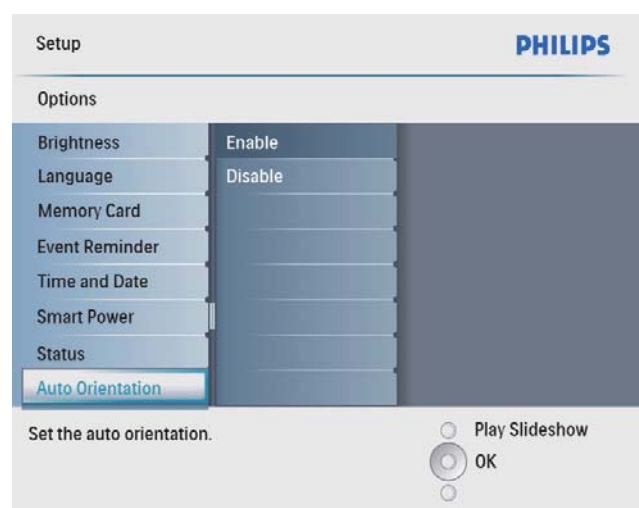 Setup
PHILIPS
Options
Brightness
Enable
Language
Disable
Memory Card
Event Reminder
Time and Date
Smart Power
Status
Auto Orientation
Set the auto orientation.
Play Slideshow
OK